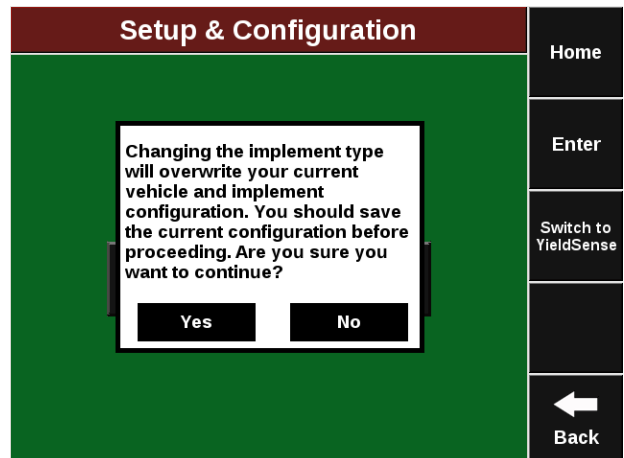 Setup & Configuration
Home
Enter
Switch to
YieldSense
Back
Changing the implement type
will overwrite your current
vehicle and implement
configuration. You should save
the current configuration before
proceeding. Are you sure you
want to continue?
Yes No